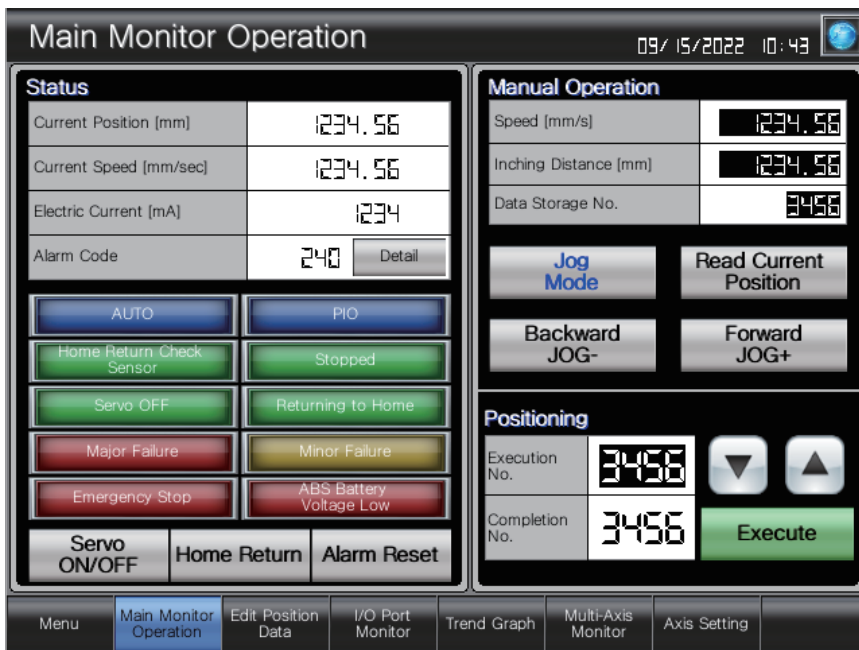 Main Monitor Operation
09/15/2022 10:43
Status
Current Position [mm] 1234.56
Current Speed [mm/sec] 1234.56
Electric Current [mA] 1234
Alarm Code 240 Detail
AUTO PIO
Home Return Check
Sensor
Stopped
Servo OFF Returning to Home
Major Failure Minor Failure
Emergency Stop
ABS Battery
Voltage Low
Servo
ON/OFF
Home Return
Alarm Reset
Manual Operation
Speed [mm/s] 1234.56
Inching Distance [mm] 1234.56
Data Storage No. 3456
Jog
Mode
Read Current
Position
Backward
JOG-
Forward
JOG+
Positioning
Execution
No.
3456
Completion
No.
3456
Execute
Menu
Main Monitor
Operation
Edit Position
Data
I/O Port
Monitor
Trend Graph
Multi-Axis
Monitor
Axis Setting